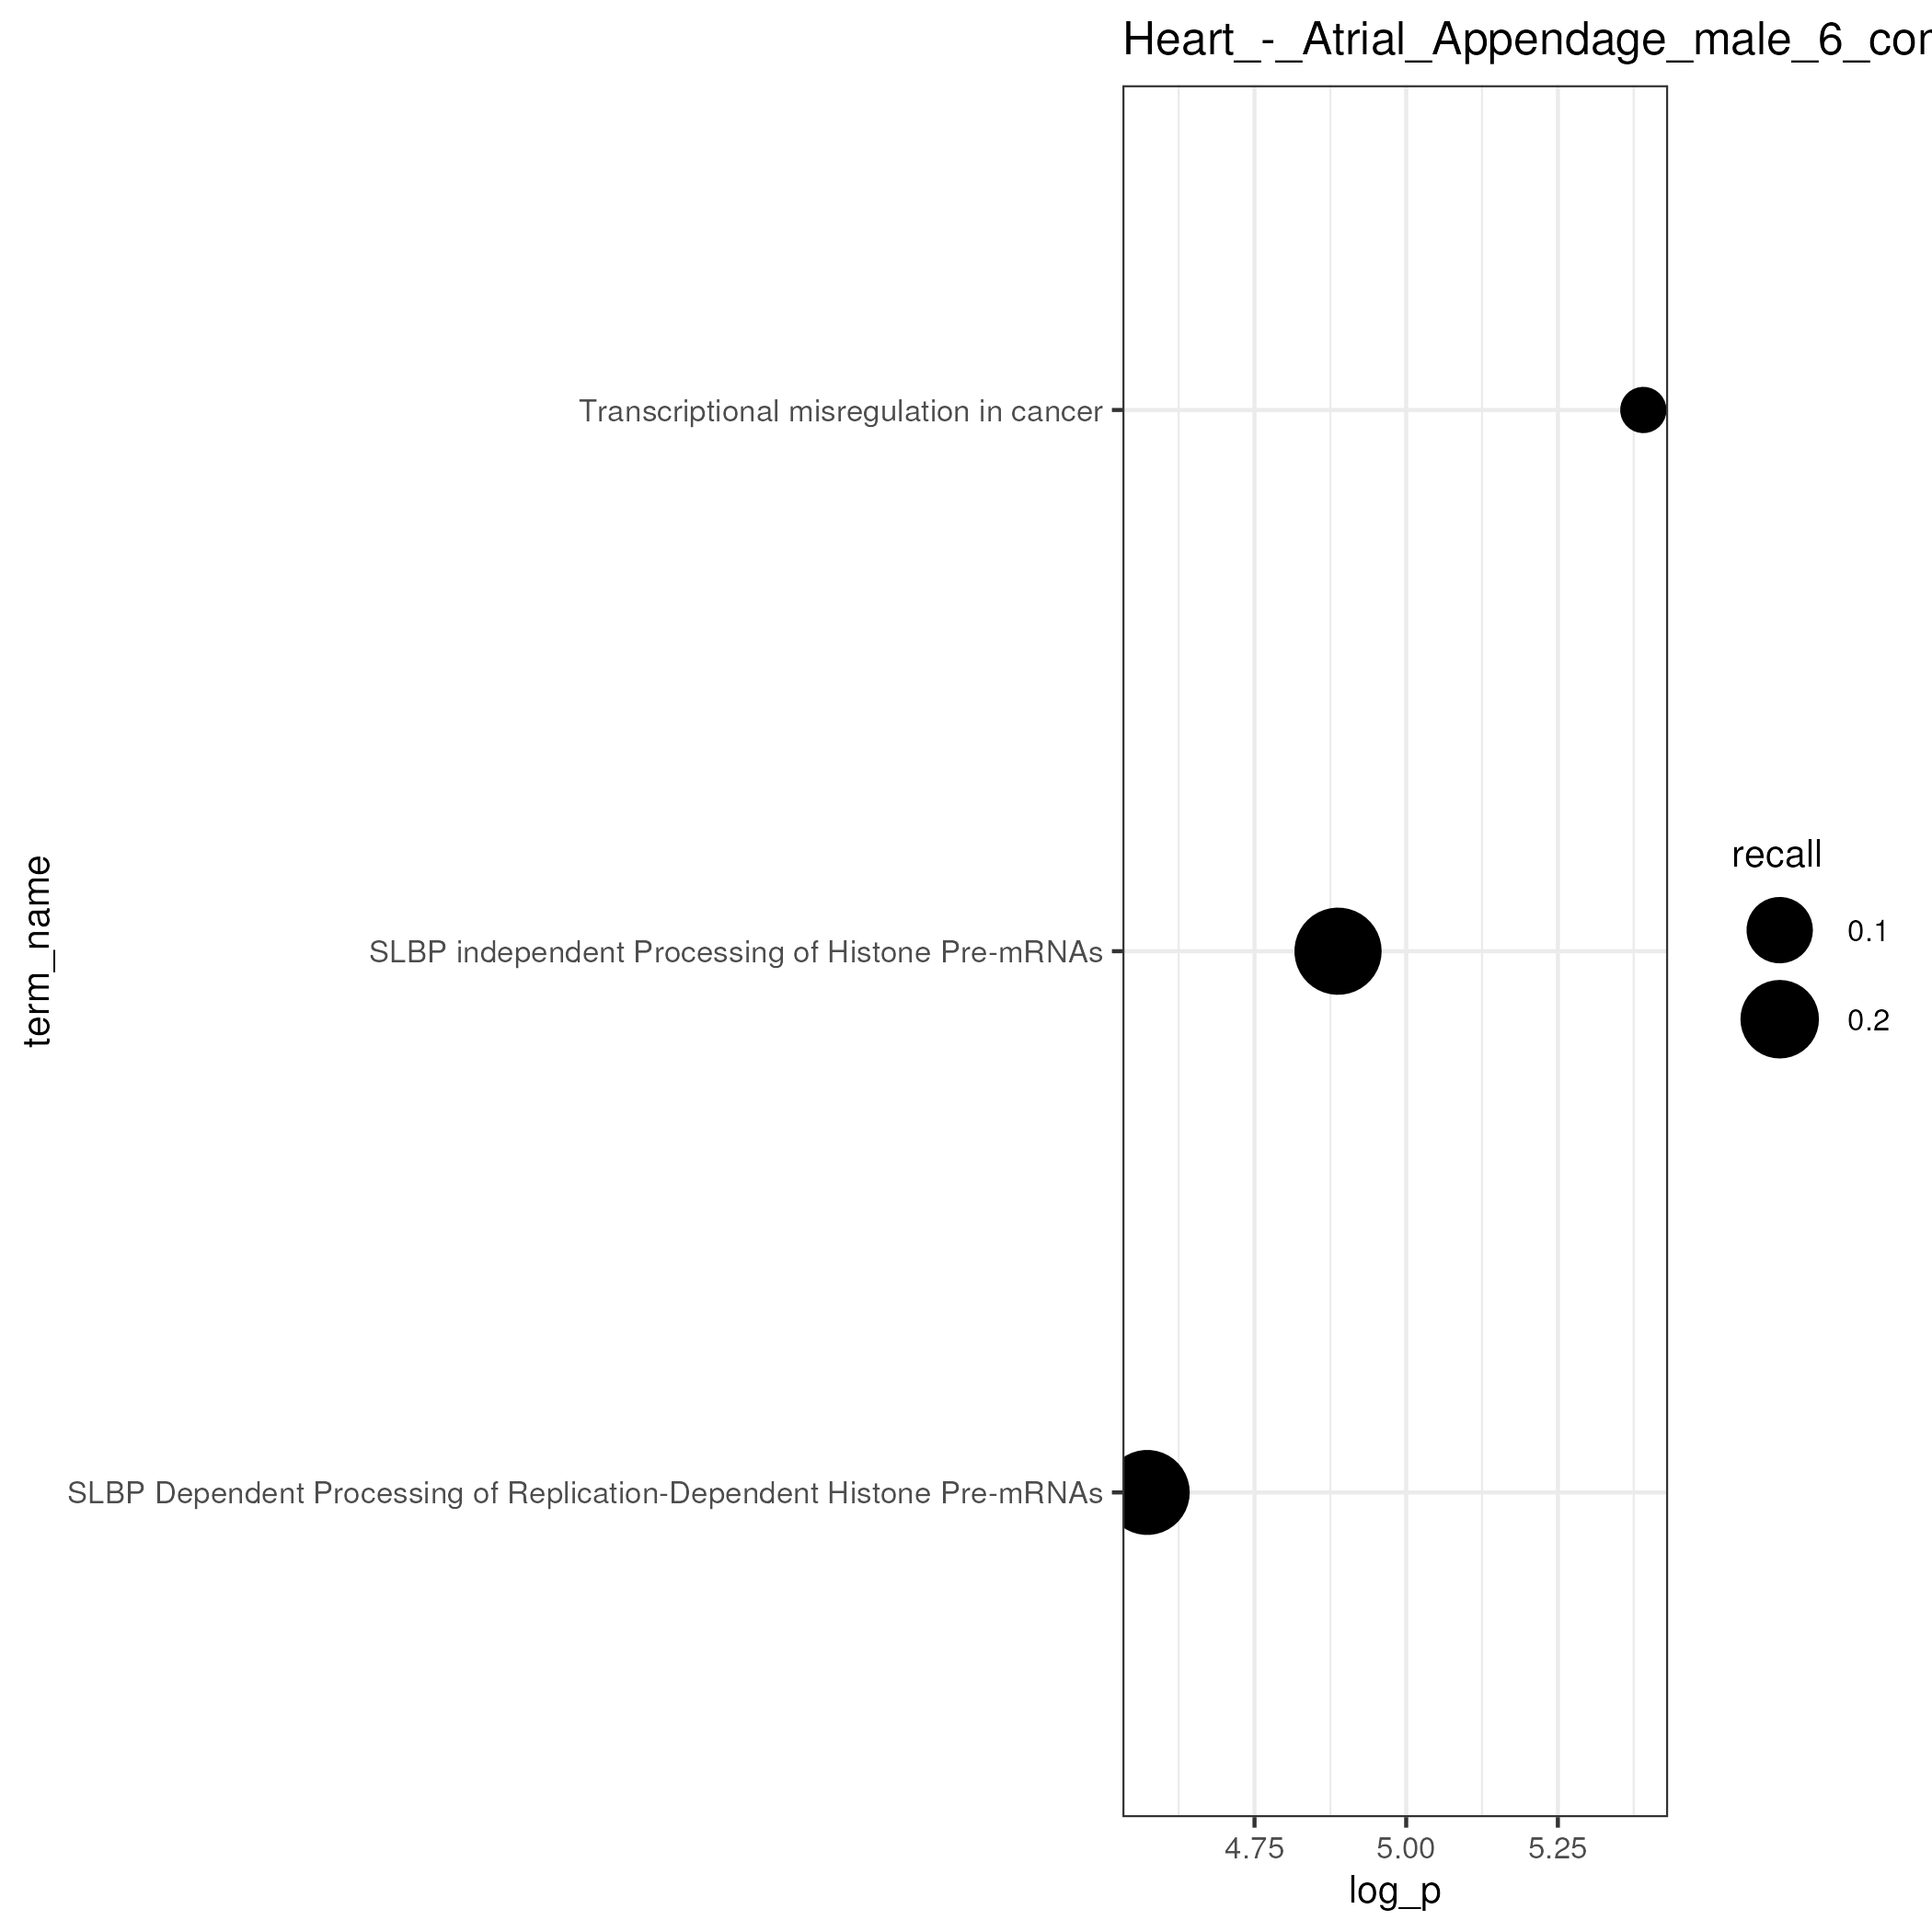 Heart_-_Atrial_Appendage_male_6_cor
Transcriptional misregulation in cancer
SLBP independent Processing of Histone Pre-mRNAs
SLBP Dependent Processing of Replication-Dependent Histone Pre-mRNAs
term_name
4.75 5.00 5.25
log_p
recall
0.1
0.2